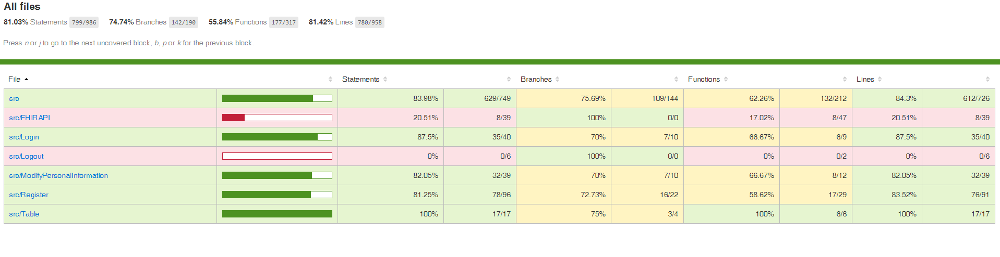 All files
81.03% Statements 799/986 74.74% Branches 142/190 55.84% Functions 177/317 81.42% Lines 780/958
Press n or j to go to the next uncovered block, b, p or k for the previous block.
File Statements Branches Functions Lines
src 83.98% 629/749 75.69% 109/144 62.26% 132/212 84.3% 612/726
src/FHIRAPI 20.51% 8/39 100% 0/0 17.02% 8/47 20.51% 8/39
src/Login 87.5% 35/40 70% 7/10 66.67% 6/9 87.5% 35/40
src/Logout 0% 0/6 100% 0/0 0% 0/2 0% 0/6
src/ModifyPersonalInformation 82.05% 32/39 70% 7/10 66.67% 8/12 82.05% 32/39
src/Register 81.25% 78/96 72.73% 16/22 58.62% 17/29 83.52% 76/91
src/Table 100% 17/17 75% 3/4 100% 6/6 100% 17/17